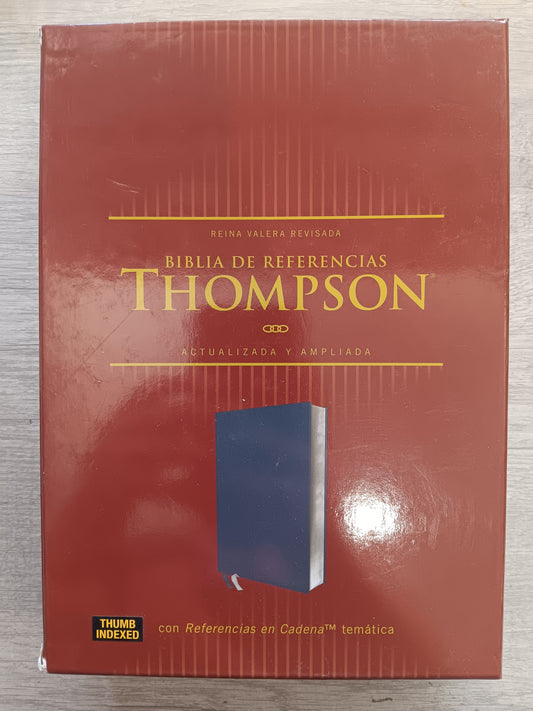 REINA VALERA REVISADA
BIBLIA DE REFERENCIAS
THOMPSON®
ACTUALIZADA Y AMPLIADA
THUMB
INDEXED
con Referencias en Cadena™ temática